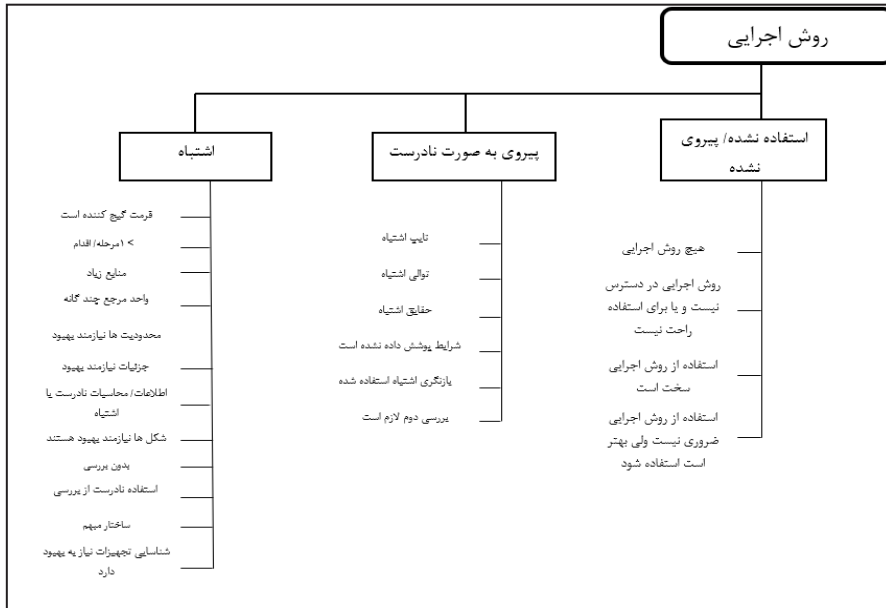 روش اجرایی
استفاده نشده/ پیروی
نشده
هیچ روش اجرایی
روش اجرایی در دسترس
نیست و یا برای استفاده
راحت نیست
استفاده از روش اجرایی
سخت است
استفاده از روش اجرایی
ضروری نیست ولی بهتر
است استفاده شود
پیروی به صورت نادرست
تایپ اشتباه
توالی اشتباه
حقایق اشتباه
شرایط پوشش داده نشده است
بازنگری اشتباه استفاده شده
بررسی دوم لازم است
اشتباه
فرمت گیج کننده است
> ۱مرحله/ اقدام
منابع زیاد
واحد مرجع چند گانه
محدودیت ها نیازمند بهبود
جزئیات نیازمند بهبود
اطلاعات/ محاسبات نادرست یا
اشتباه
شکل ها نیازمند بهبود هستند
بدون بررسی
استفاده نادرست از بررسی
ساختار مبهم
شناسایی تجهیزات نیاز به بهبود
دارد